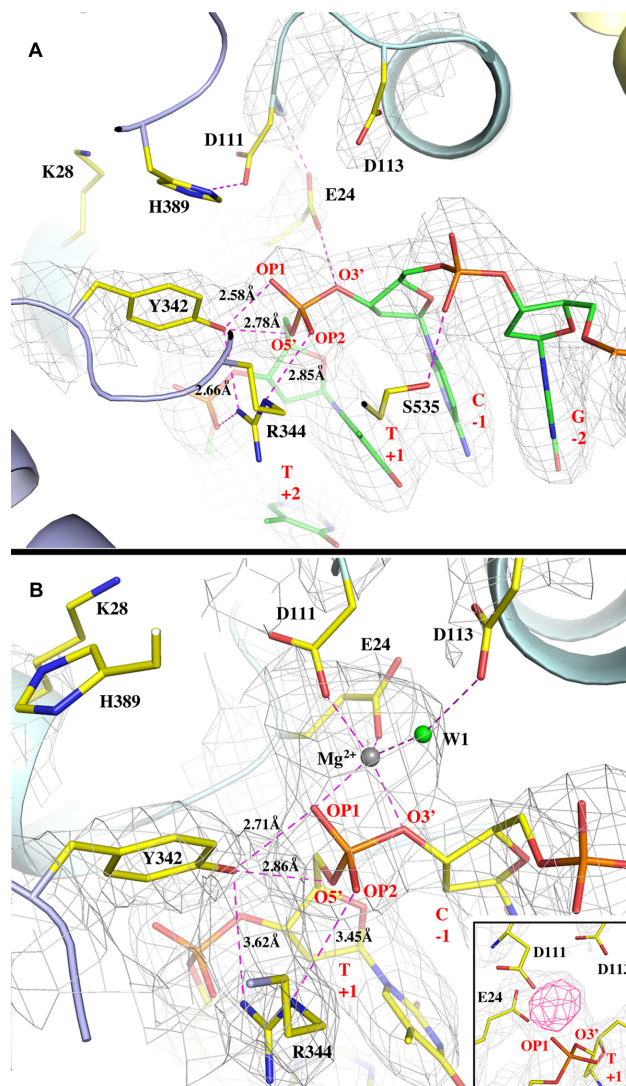 A
D111
D113
K28
H389
E24
OP1
O3'
Y342
2.58Å
2.78Å
O5'
OP2
2.85Å
2.66Å
R344
S535
T
+1
C
-1
G
-2
T
+2
B
K28
D111
E24
D113
H389
Mg²⁺
W1
OP1
O3'
2.71Å
Y342
2.86Å
O5'
OP2
C
-1
3.62Å
3.45Å
T
+1
R344
D111
D113
E24
OP1
O3'
T
+1